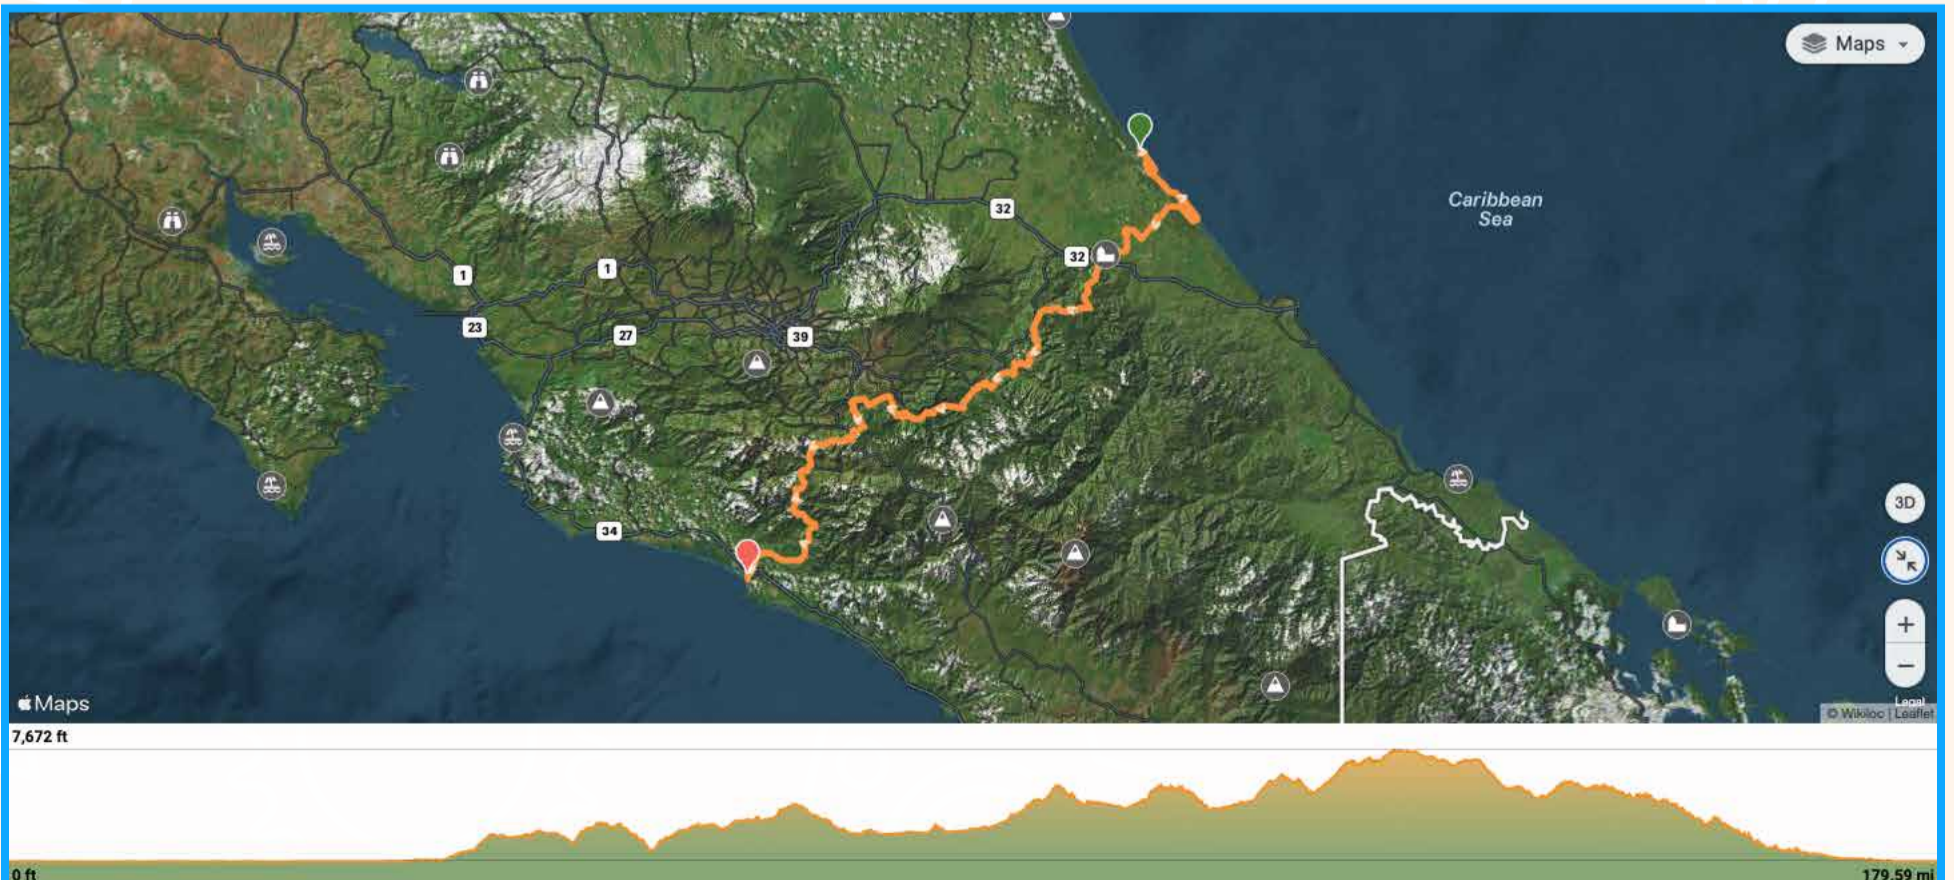 Maps
Caribbean
Sea
32
32
1
1
23
27
39
34
3D
+
−
Maps
Legal
© Wikiloc | Leaflet
7,672 ft
0 ft
179.59 mi